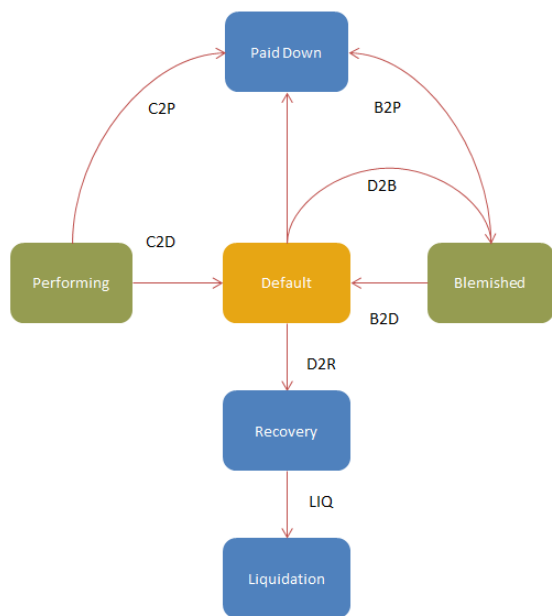 Paid Down
C2P
B2P
D2B
C2D
Performing
Default
Blemished
B2D
D2R
Recovery
LIQ
Liquidation